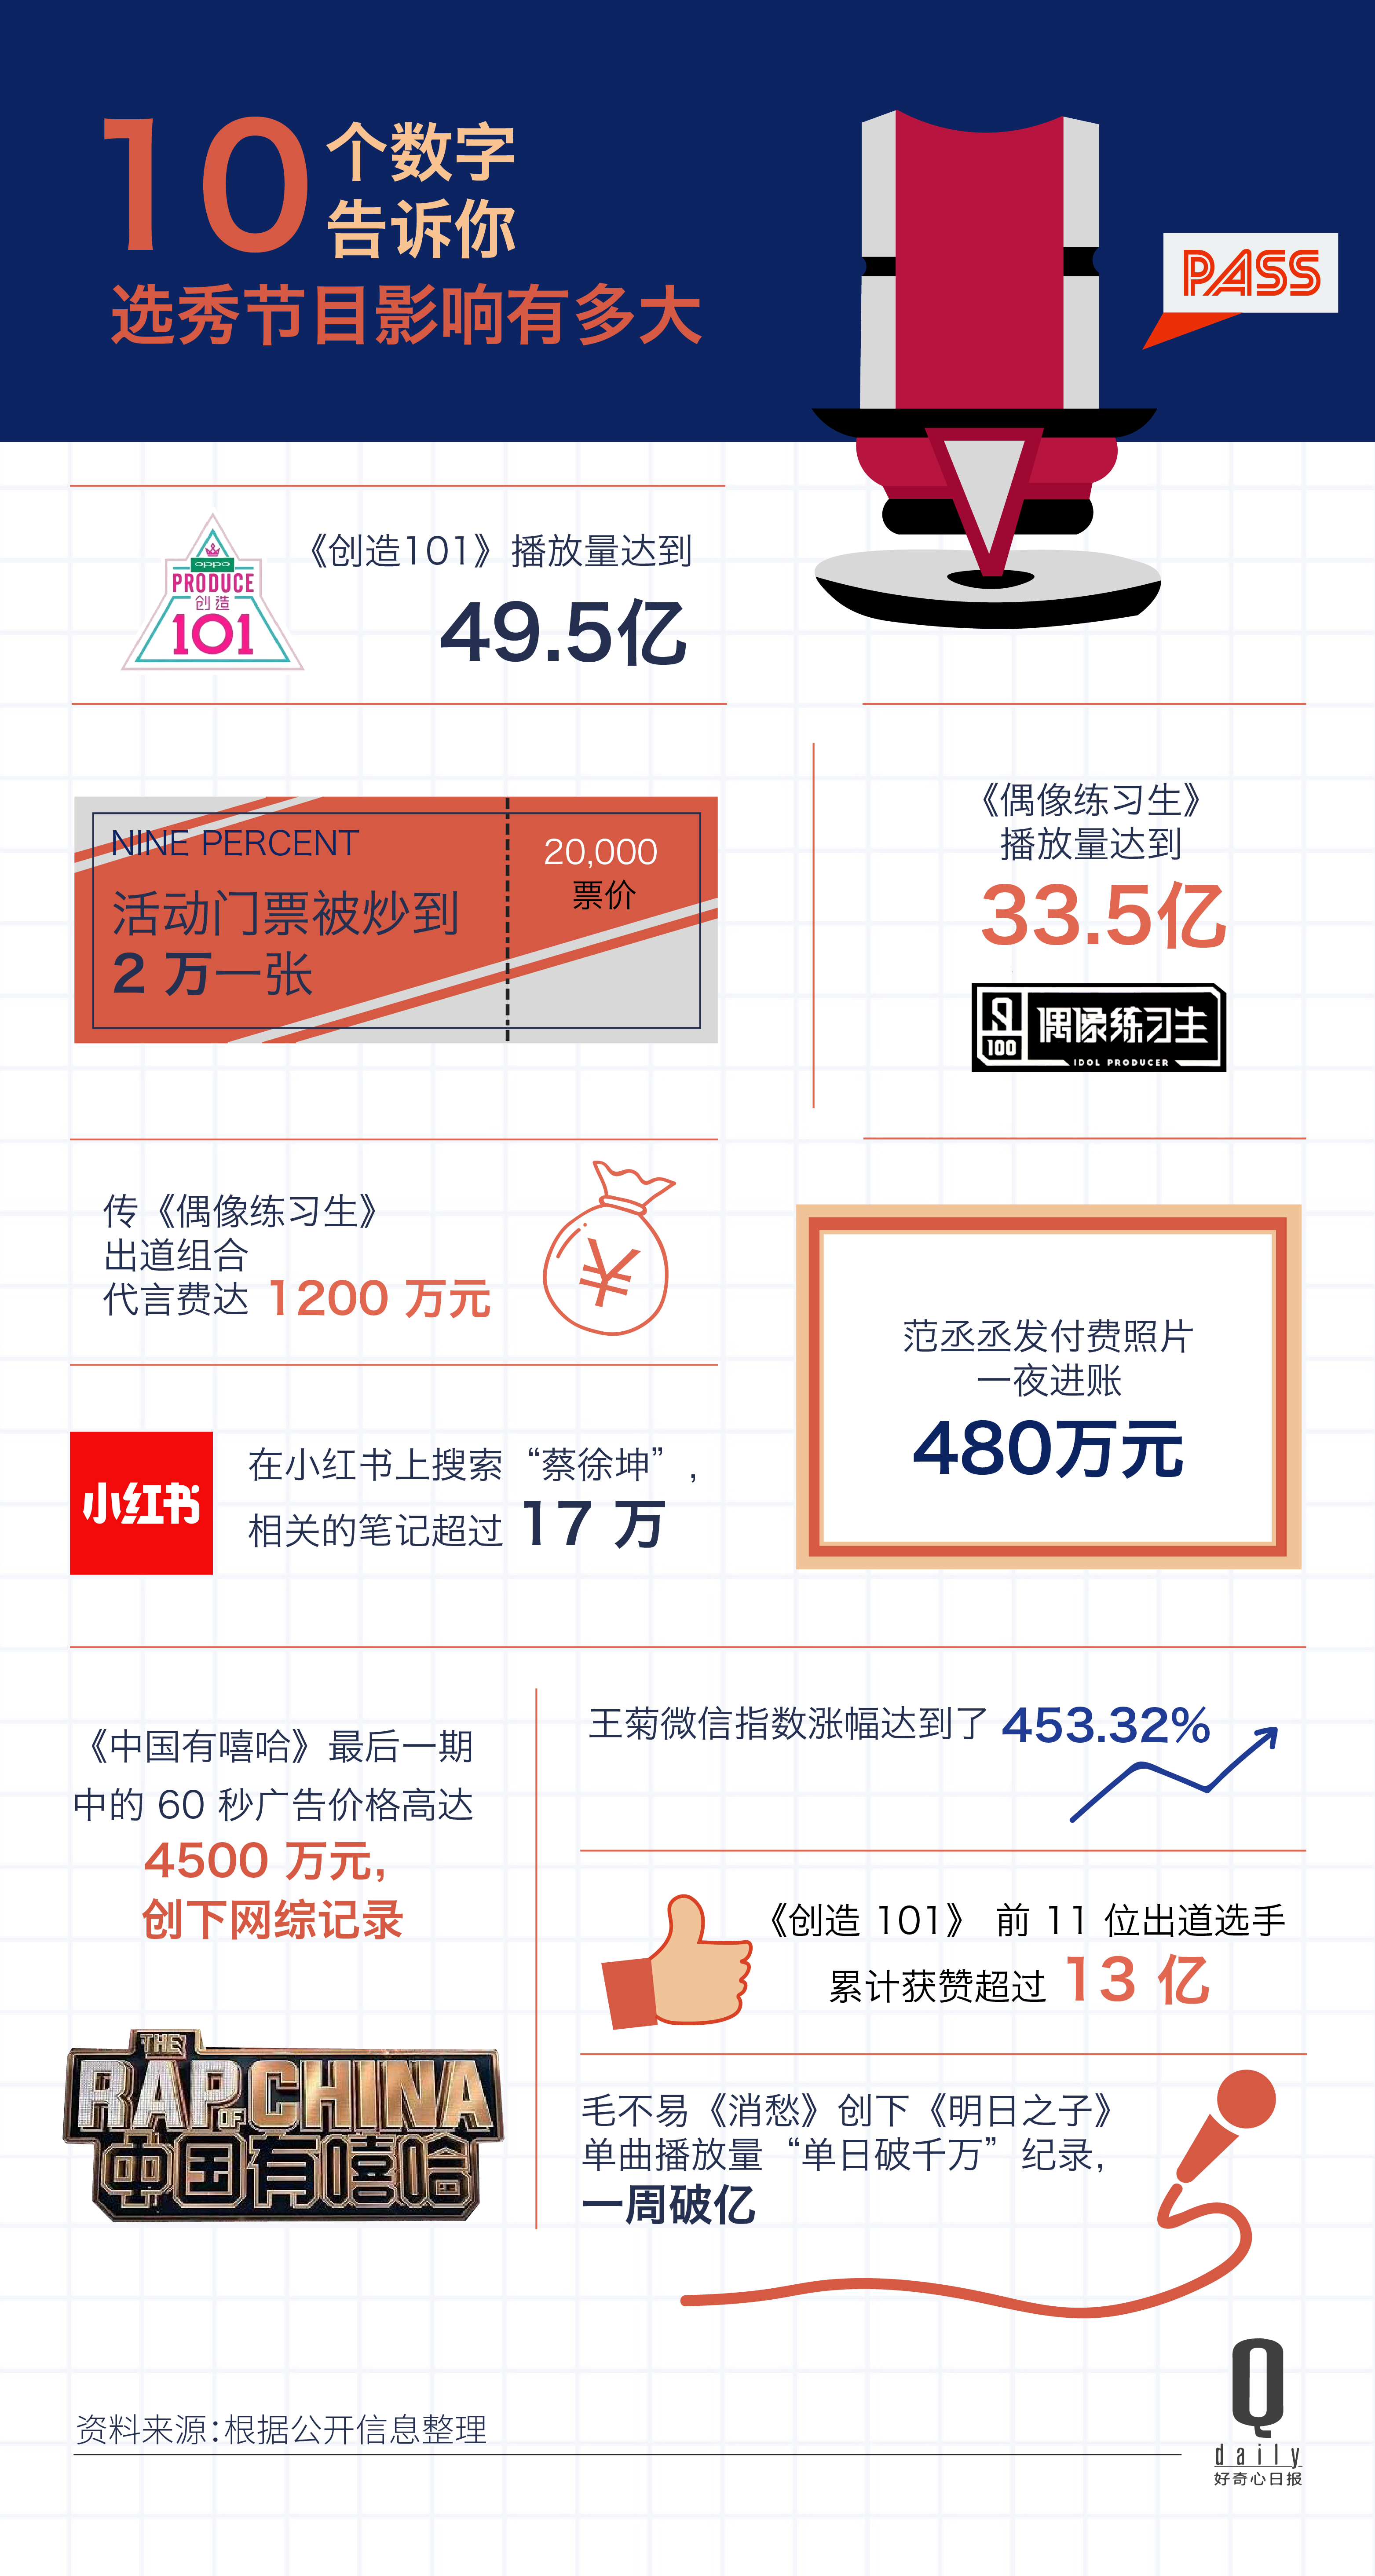 10个数字
告诉你
选秀节目影响有多大
PASS
oppo
PRODUCE
创造
101
《创造101》播放量达到
49.5亿
NINE PERCENT
活动门票被炒到
2 万一张
20,000
票价
《偶像练习生》
播放量达到
33.5亿
100
偶像练习生
IDOL PRODUCER
传《偶像练习生》
出道组合
代言费达 1200 万元
¥
范丞丞发付费照片
一夜进账
480万元
小红书
在小红书上搜索“蔡徐坤”,
相关的笔记超过 17 万
《中国有嘻哈》最后一期
中的 60 秒广告价格高达
4500 万元,
创下网综记录
THE
RAP OF CHINA
中国有嘻哈
王菊微信指数涨幅达到了 453.32%
《创造 101》 前 11 位出道选手
累计获赞超过 13 亿
毛不易《消愁》创下《明日之子》
单曲播放量“单日破千万” 纪录,
一周破亿
资料来源:根据公开信息整理
Q
daily
好奇心日报